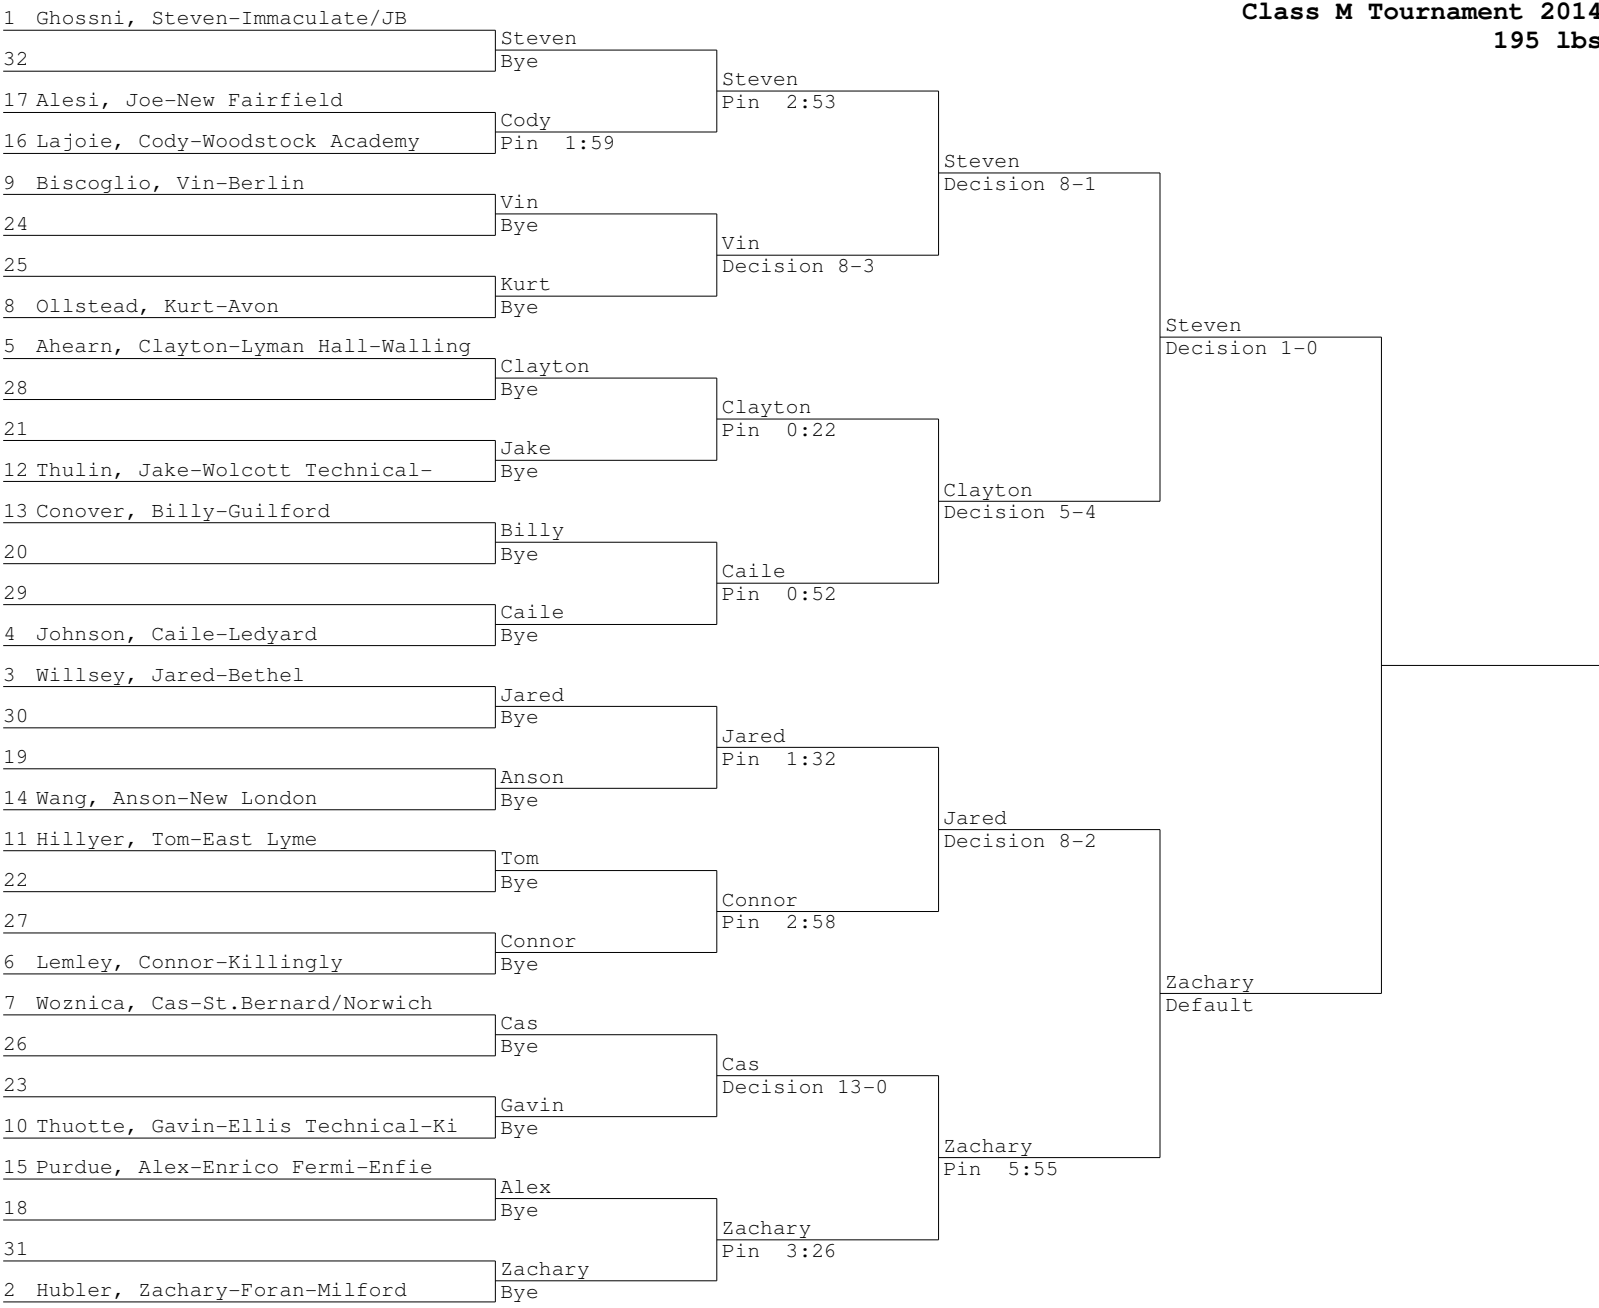 Class M Tournament 2014
195 lbs
1 Ghossni, Steven-Immaculate/JB
32
17 Alesi, Joe-New Fairfield
16 Lajoie, Cody-Woodstock Academy
9 Biscoglio, Vin-Berlin
24
25
8 Ollstead, Kurt-Avon
5 Ahearn, Clayton-Lyman Hall-Walling
28
21
12 Thulin, Jake-Wolcott Technical-
13 Conover, Billy-Guilford
20
29
4 Johnson, Caile-Ledyard
3 Willsey, Jared-Bethel
30
19
14 Wang, Anson-New London
11 Hillyer, Tom-East Lyme
22
27
6 Lemley, Connor-Killingly
7 Woznica, Cas-St.Bernard/Norwich
26
23
10 Thuotte, Gavin-Ellis Technical-Ki
15 Purdue, Alex-Enrico Fermi-Enfie
18
31
2 Hubler, Zachary-Foran-Milford
Steven
Bye
Cody
Pin 1:59
Vin
Bye
Kurt
Bye
Clayton
Bye
Jake
Bye
Billy
Bye
Caile
Bye
Jared
Bye
Anson
Bye
Tom
Bye
Connor
Bye
Cas
Bye
Gavin
Bye
Alex
Bye
Zachary
Bye
Steven
Pin 2:53
Vin
Decision 8-3
Clayton
Pin 0:22
Caile
Pin 0:52
Jared
Pin 1:32
Connor
Pin 2:58
Cas
Decision 13-0
Zachary
Pin 3:26
Steven
Decision 8-1
Clayton
Decision 5-4
Jared
Decision 8-2
Zachary
Pin 5:55
Steven
Decision 1-0
Zachary
Default